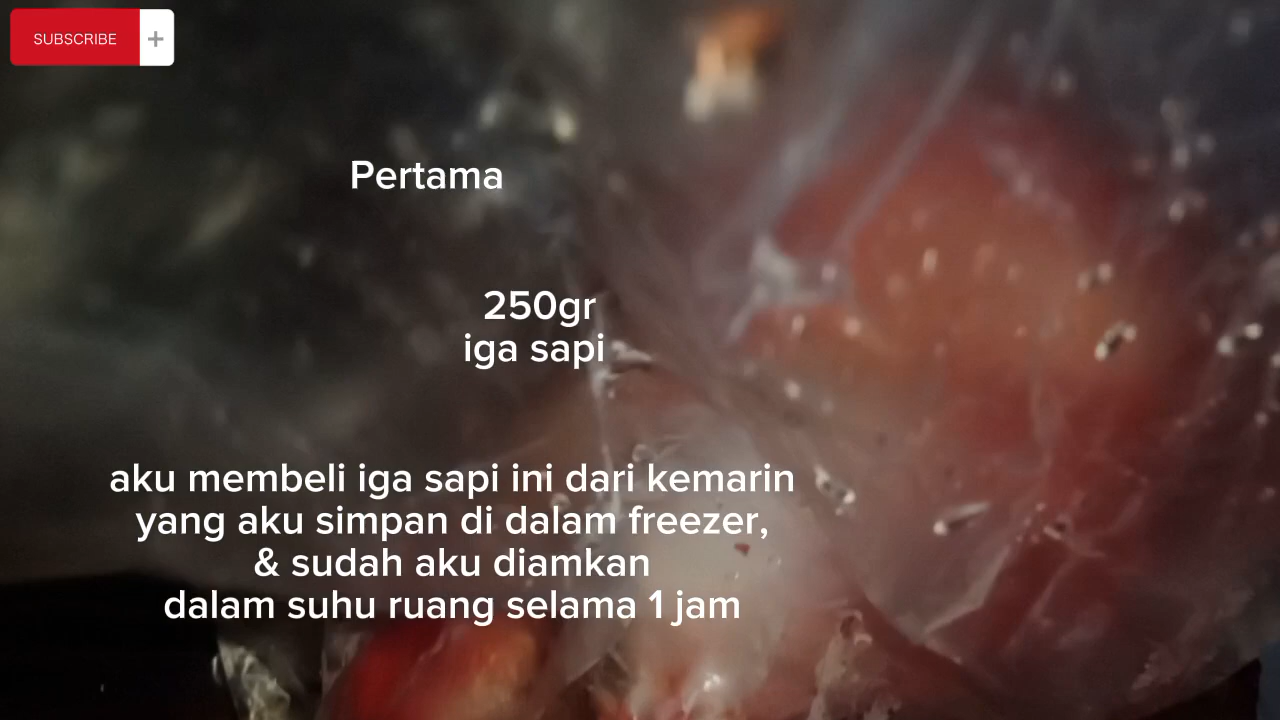 SUBSCRIBE +
Pertama
250gr
iga sapi
aku membeli iga sapi ini dari kemarin
yang aku simpan di dalam freezer,
& sudah aku diamkan
dalam suhu ruang selama 1 jam